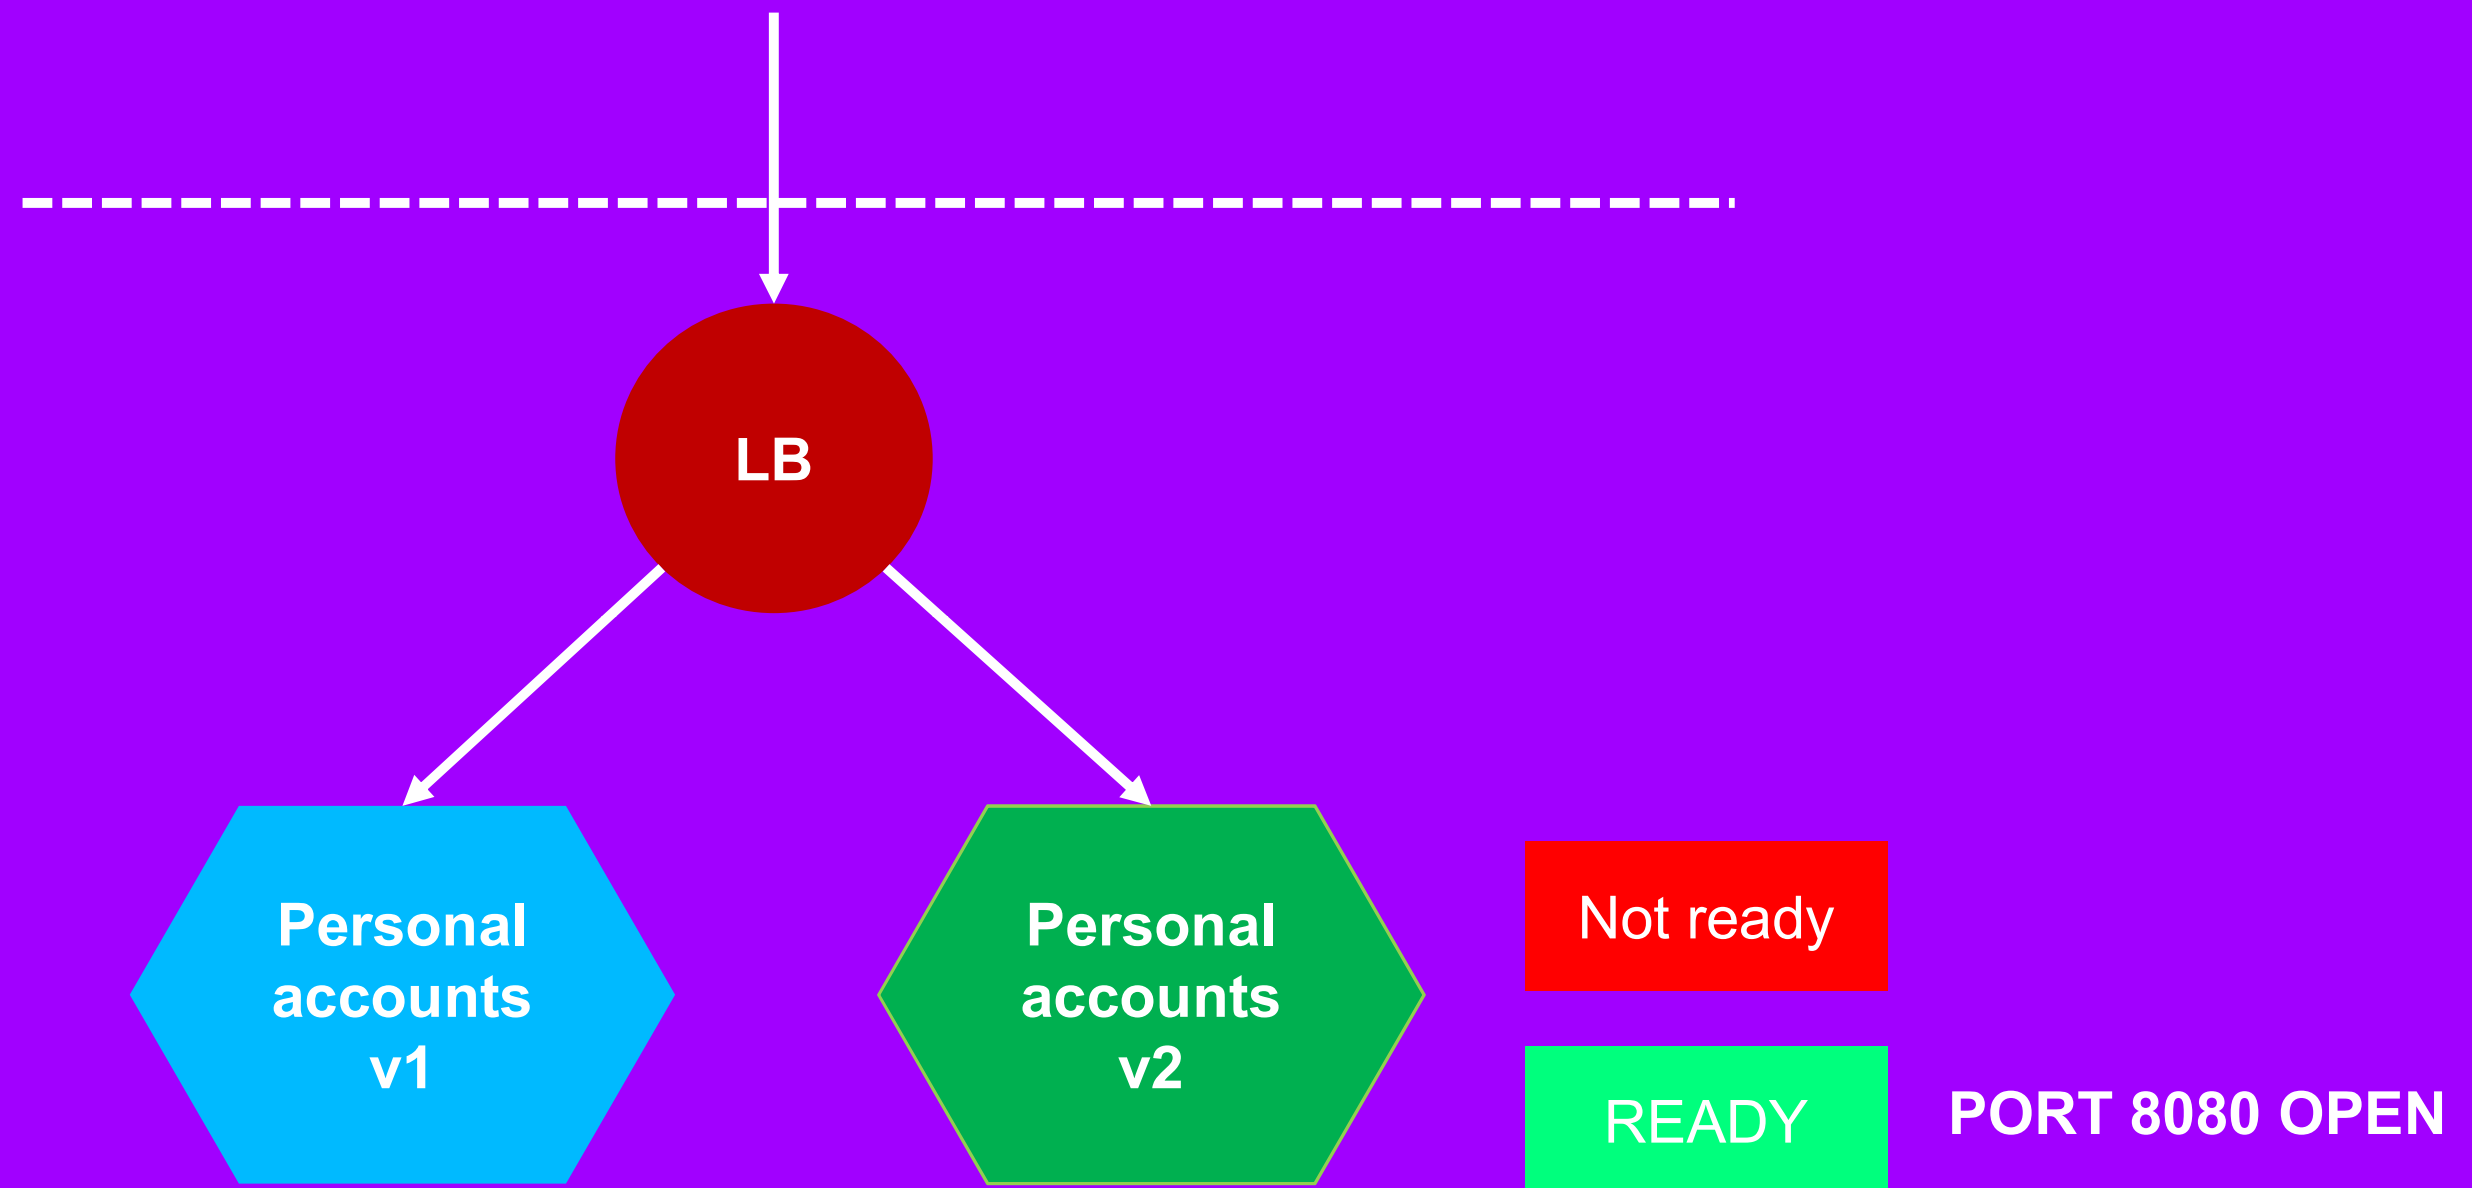 LB
Personal
accounts
v1
Personal
accounts
v2
Not ready
READY
PORT 8080 OPEN